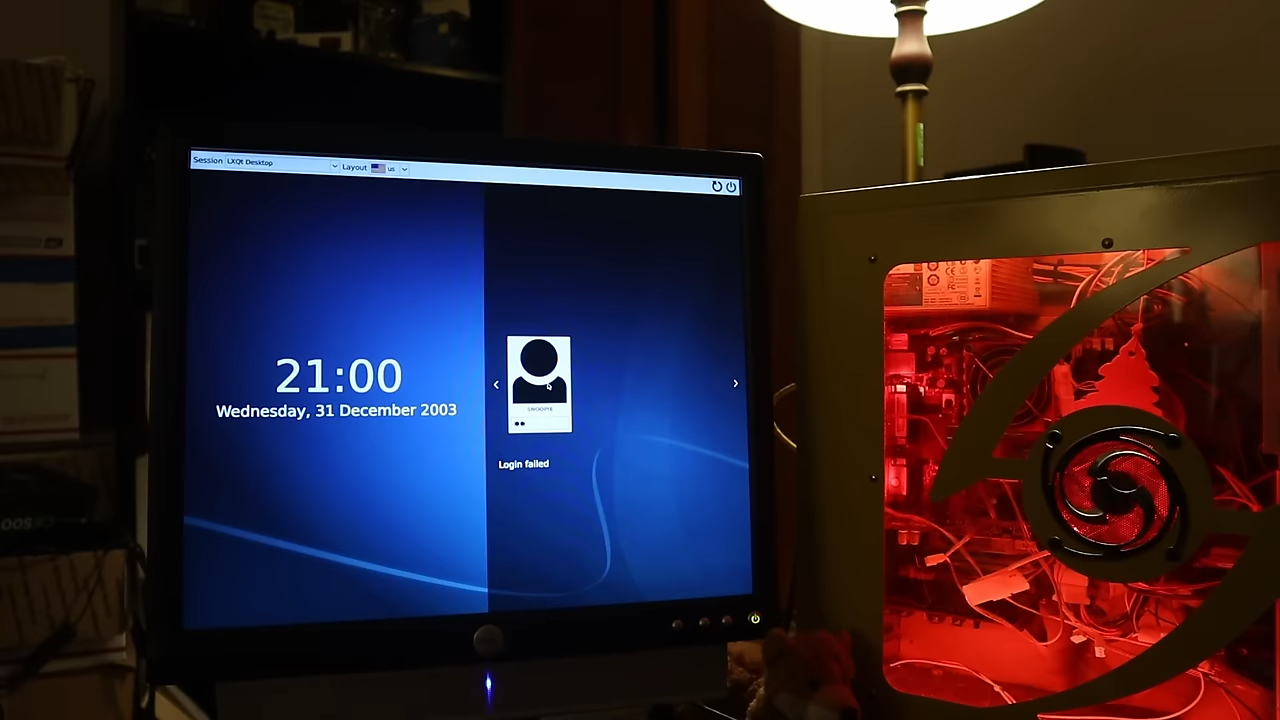 Session LXQt Desktop Layout us
21:00
Wednesday, 31 December 2003
Login failed